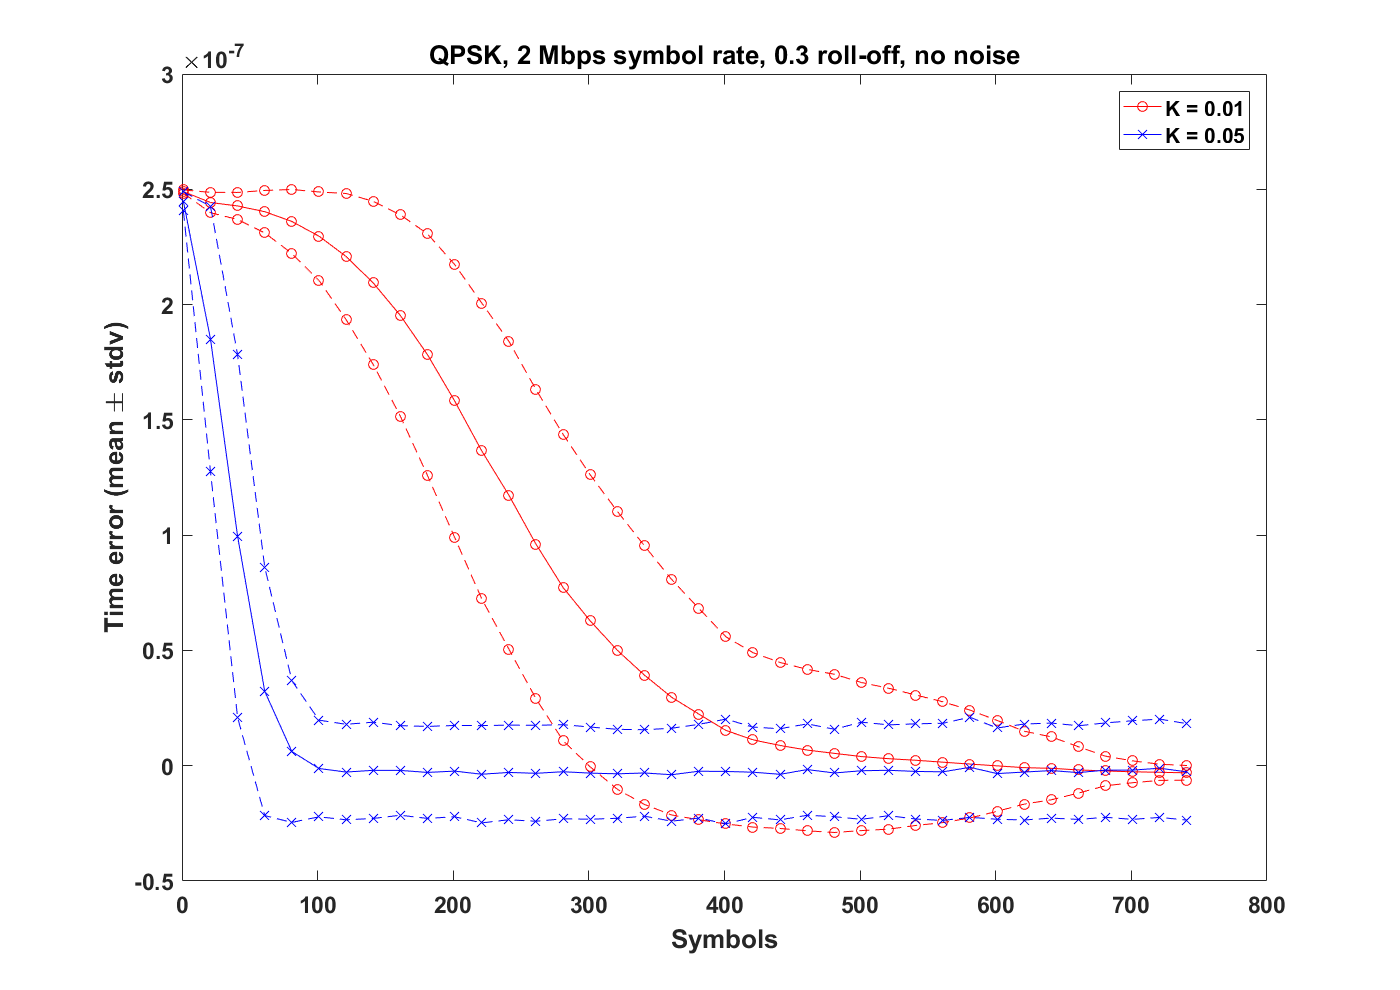 ×10-7
QPSK, 2 Mbps symbol rate, 0.3 roll-off, no noise
3
2.5
2
1.5
1
0.5
0
-0.5
Time error (mean ± stdv)
K = 0.01
K = 0.05
0 100 200 300 400 500 600 700 800
Symbols